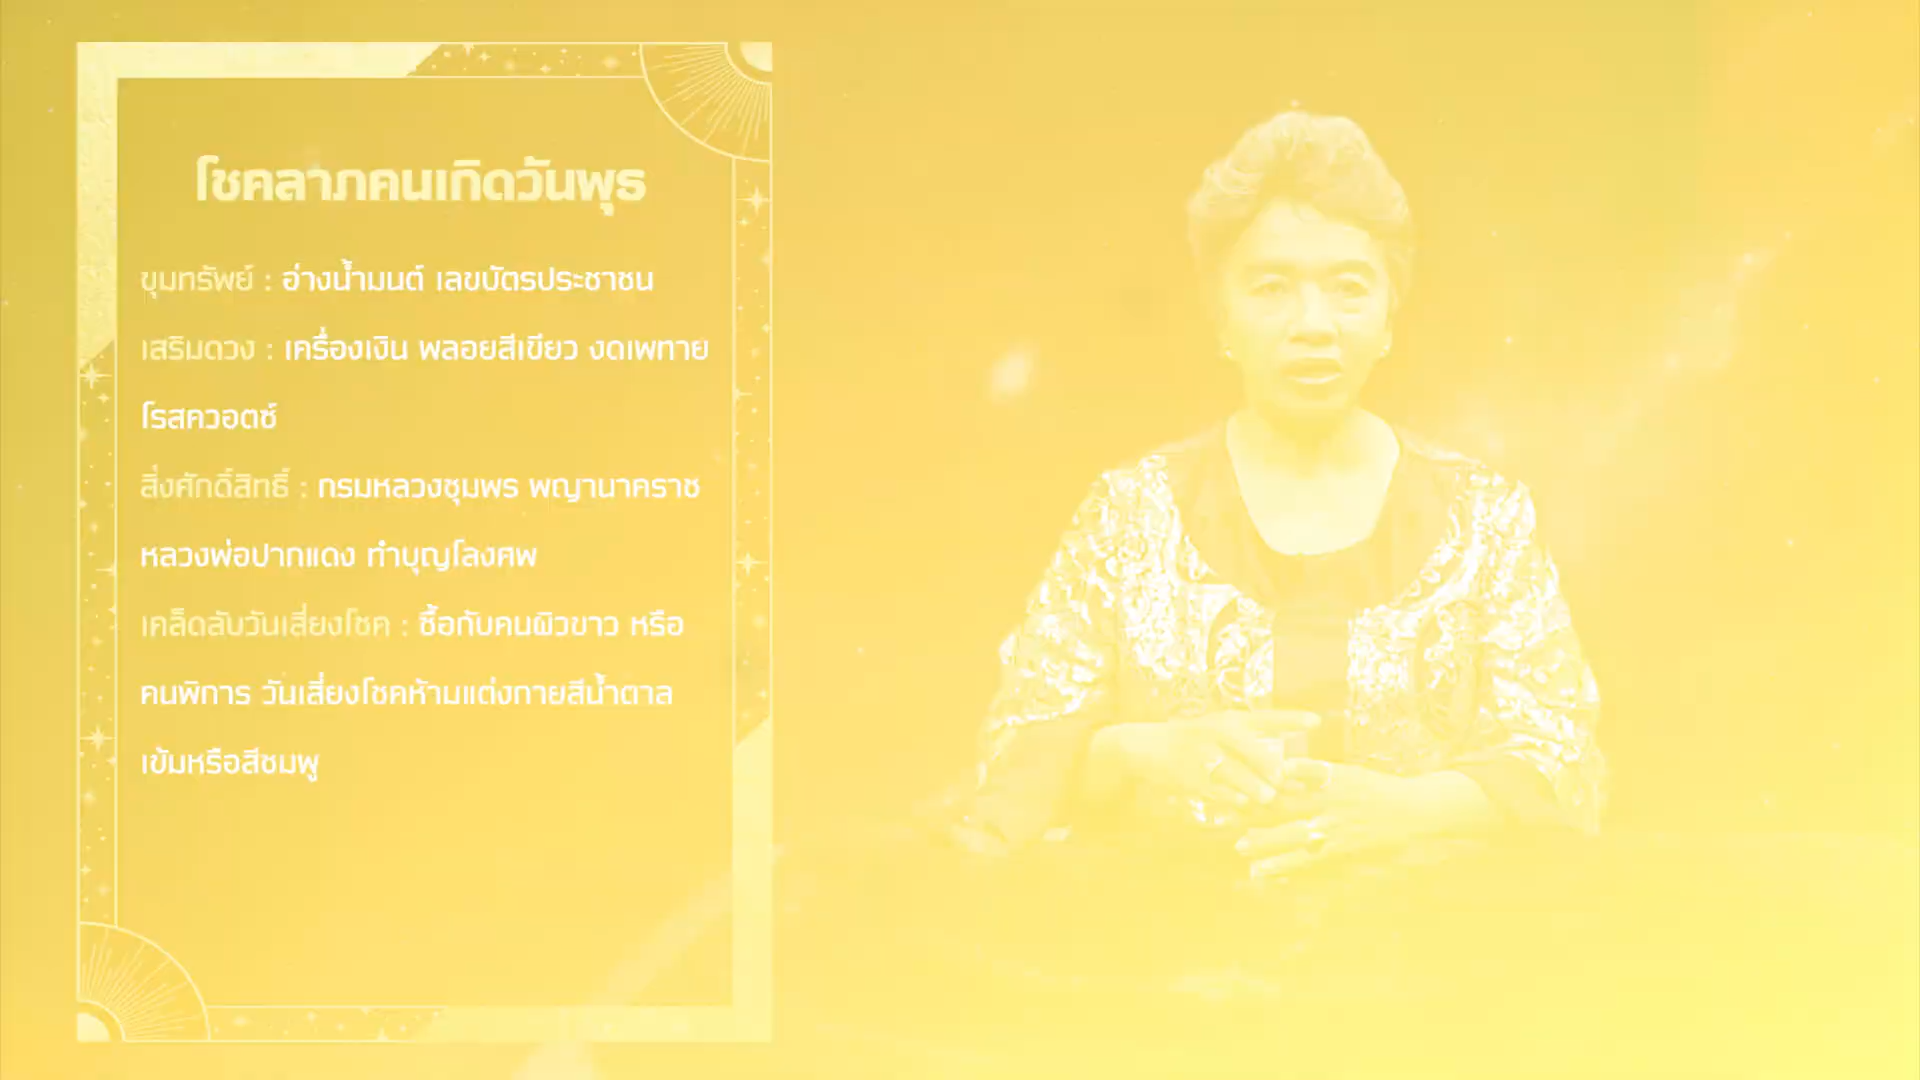 โชคลาภคนเกิดวันพุธ
ขุมทรัพย์ : อ่างน้ำมนต์ เลขบัตรประชาชน
เสริมดวง : เครื่องเงิน พลอยสีเขียว งดเพทาย
โรสควอตซ์
สิ่งศักดิ์สิทธิ์ : กรมหลวงชุมพร พญานาคราช
หลวงพ่อปากแดง ทำบุญโลงศพ
เคล็ดลับวันเสี่ยงโชค : ซื้อกับคนผิวขาว หรือ
คนพิการ วันเสี่ยงโชคห้ามแต่งกายสีน้ำตาล
เข้มหรือสีชมพู